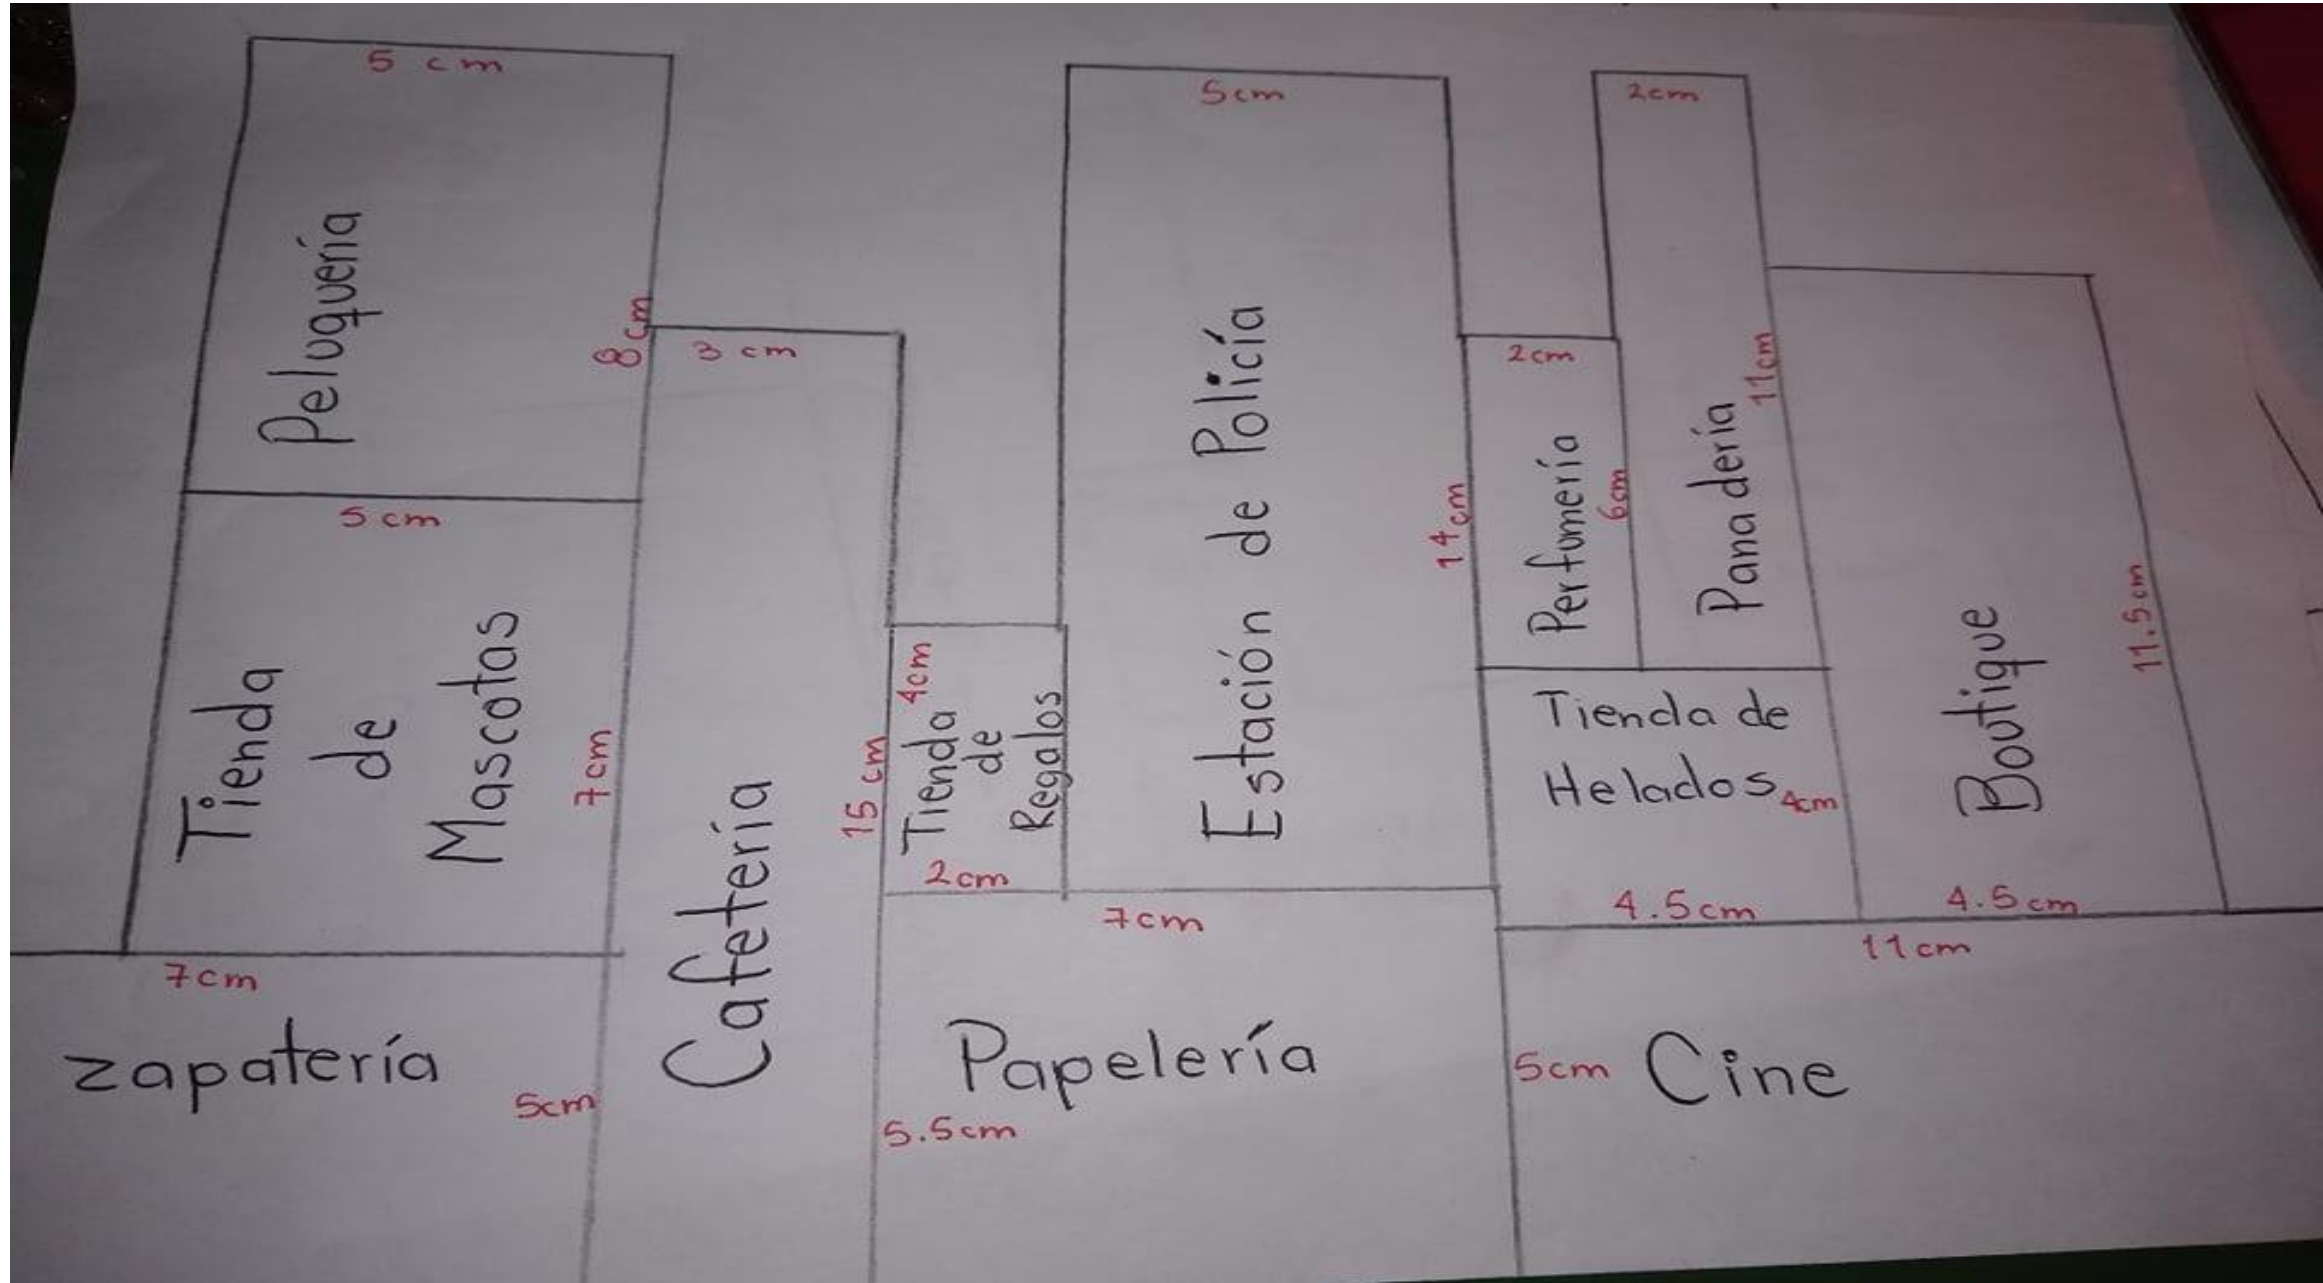 5 cm
Peluquería
8cm
5 cm
Tienda
de
Mascotas
7cm
7cm
zapatería
5cm
3 cm
Cafetería
15 cm
4cm
Tienda
de
Regalos
2cm
5cm
Estación de Policía
14cm
7cm
Papelería
5.5cm
2cm
Perfumería
6cm
2cm
Panadería
11cm
Tienda de
Helados
4cm
4.5cm
Boutique
11.5cm
4.5cm
11cm
5cm
Cine